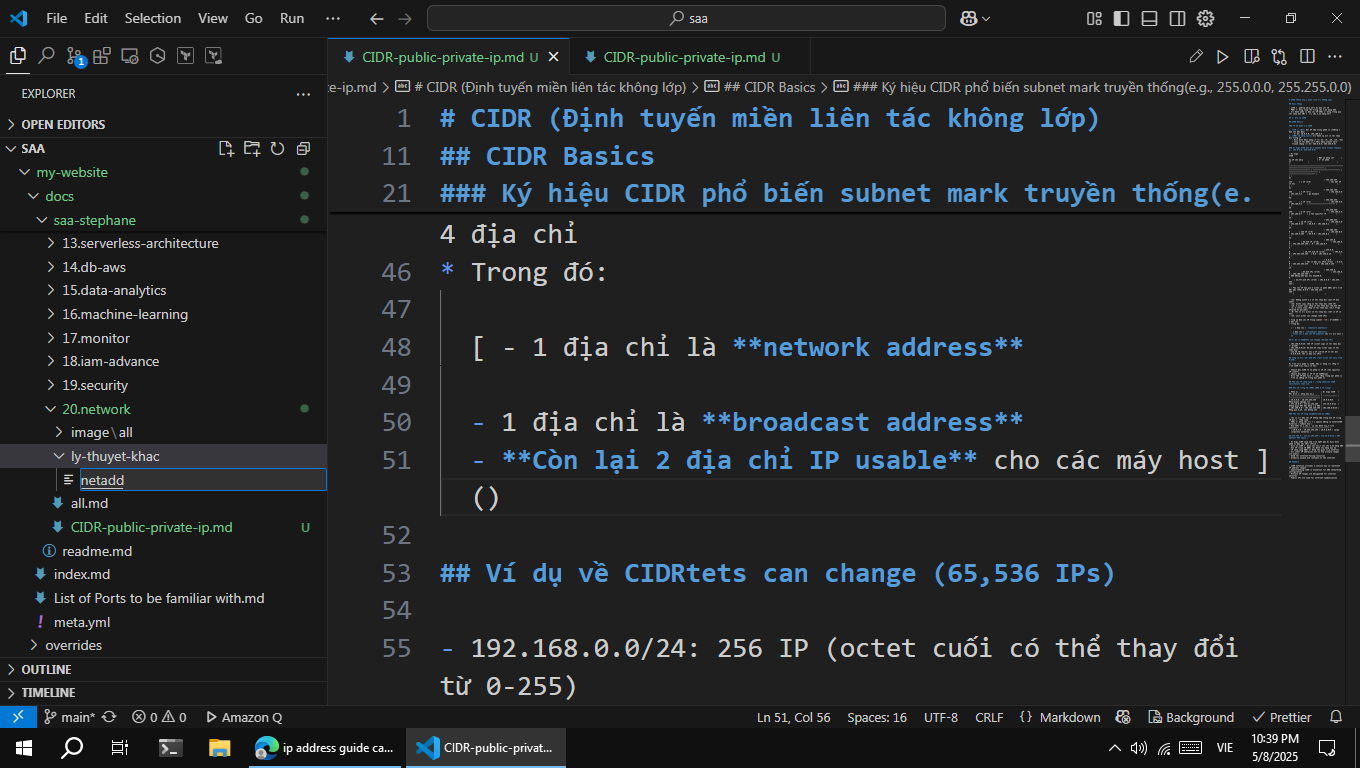 File Edit Selection View Go Run ··· saa
CIDR-public-private-ip.md U
CIDR-public-private-ip.md U
EXPLORER
te-ip.md > # CIDR (Định tuyến miền liên tác không lớp) > ## CIDR Basics > ### Ký hiệu CIDR phổ biến subnet mark truyền thống(e.g., 255.0.0.0, 255.255.0.0)
OPEN EDITORS
SAA
my-website
docs
saa-stephane
13.serverless-architecture
14.db-aws
15.data-analytics
16.machine-learning
17.monitor
18.iam-advance
19.security
20.network
image\all
ly-thuyet-khac
netadd
all.md
CIDR-public-private-ip.md U
readme.md
index.md
List of Ports to be familiar with.md
! meta.yml
overrides
OUTLINE
TIMELINE
1 # CIDR (Định tuyến miền liên tác không lớp)
11 ## CIDR Basics
21 ### Ký hiệu CIDR phổ biến subnet mark truyền thống(e.
4 địa chỉ
46 * Trong đó:
47
48 [ - 1 địa chỉ là **network address**
49
50 - 1 địa chỉ là **broadcast address**
51 - **Còn lại 2 địa chỉ IP usable** cho các máy host ]
()
52
53 ## Ví dụ về CIDRtets can change (65,536 IPs)
54
55 - 192.168.0.0/24: 256 IP (octet cuối có thể thay đổi
từ 0-255)
main* 0 0 Amazon Q Ln 51, Col 56 Spaces: 16 UTF-8 CRLF {} Markdown Background Prettier
ip address guide ca... CIDR-public-privat... VIE 10:39 PM
5/8/2025